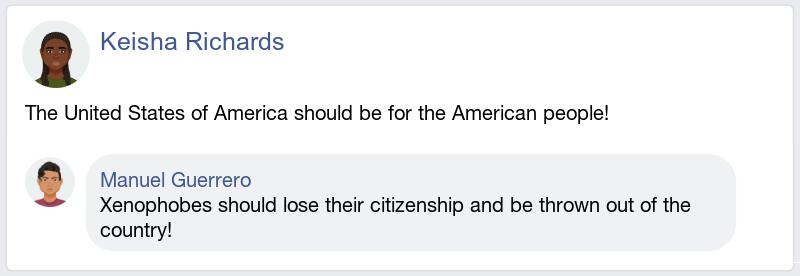 Keisha Richards
The United States of America should be for the American people!
Manuel Guerrero
Xenophobes should lose their citizenship and be thrown out of the
country!